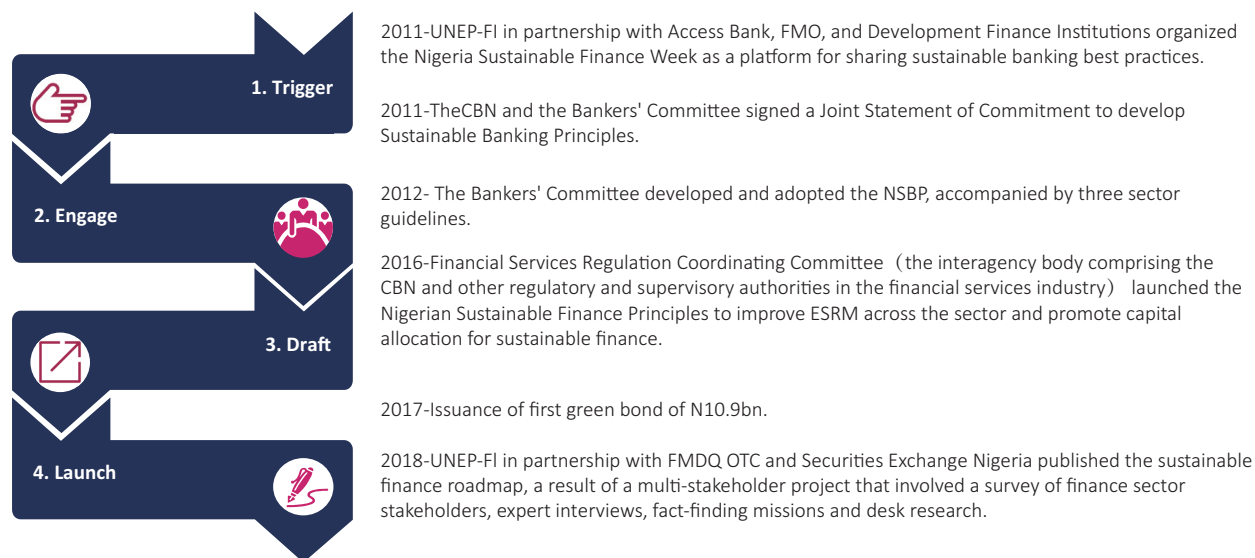 1. Trigger
2011-UNEP-FI in partnership with Access Bank, FMO, and Development Finance Institutions organized
the Nigeria Sustainable Finance Week as a platform for sharing sustainable banking best practices.
2011-TheCBN and the Bankers' Committee signed a Joint Statement of Commitment to develop
Sustainable Banking Principles.
2. Engage
2012- The Bankers' Committee developed and adopted the NSBP, accompanied by three sector
guidelines.
2016-Financial Services Regulation Coordinating Committee（the interagency body comprising the
CBN and other regulatory and supervisory authorities in the financial services industry） launched the
Nigerian Sustainable Finance Principles to improve ESRM across the sector and promote capital
allocation for sustainable finance.
3. Draft
2017-Issuance of first green bond of N10.9bn.
4. Launch
2018-UNEP-Fl in partnership with FMDQ OTC and Securities Exchange Nigeria published the sustainable
finance roadmap, a result of a multi-stakeholder project that involved a survey of finance sector
stakeholders, expert interviews, fact-finding missions and desk research.